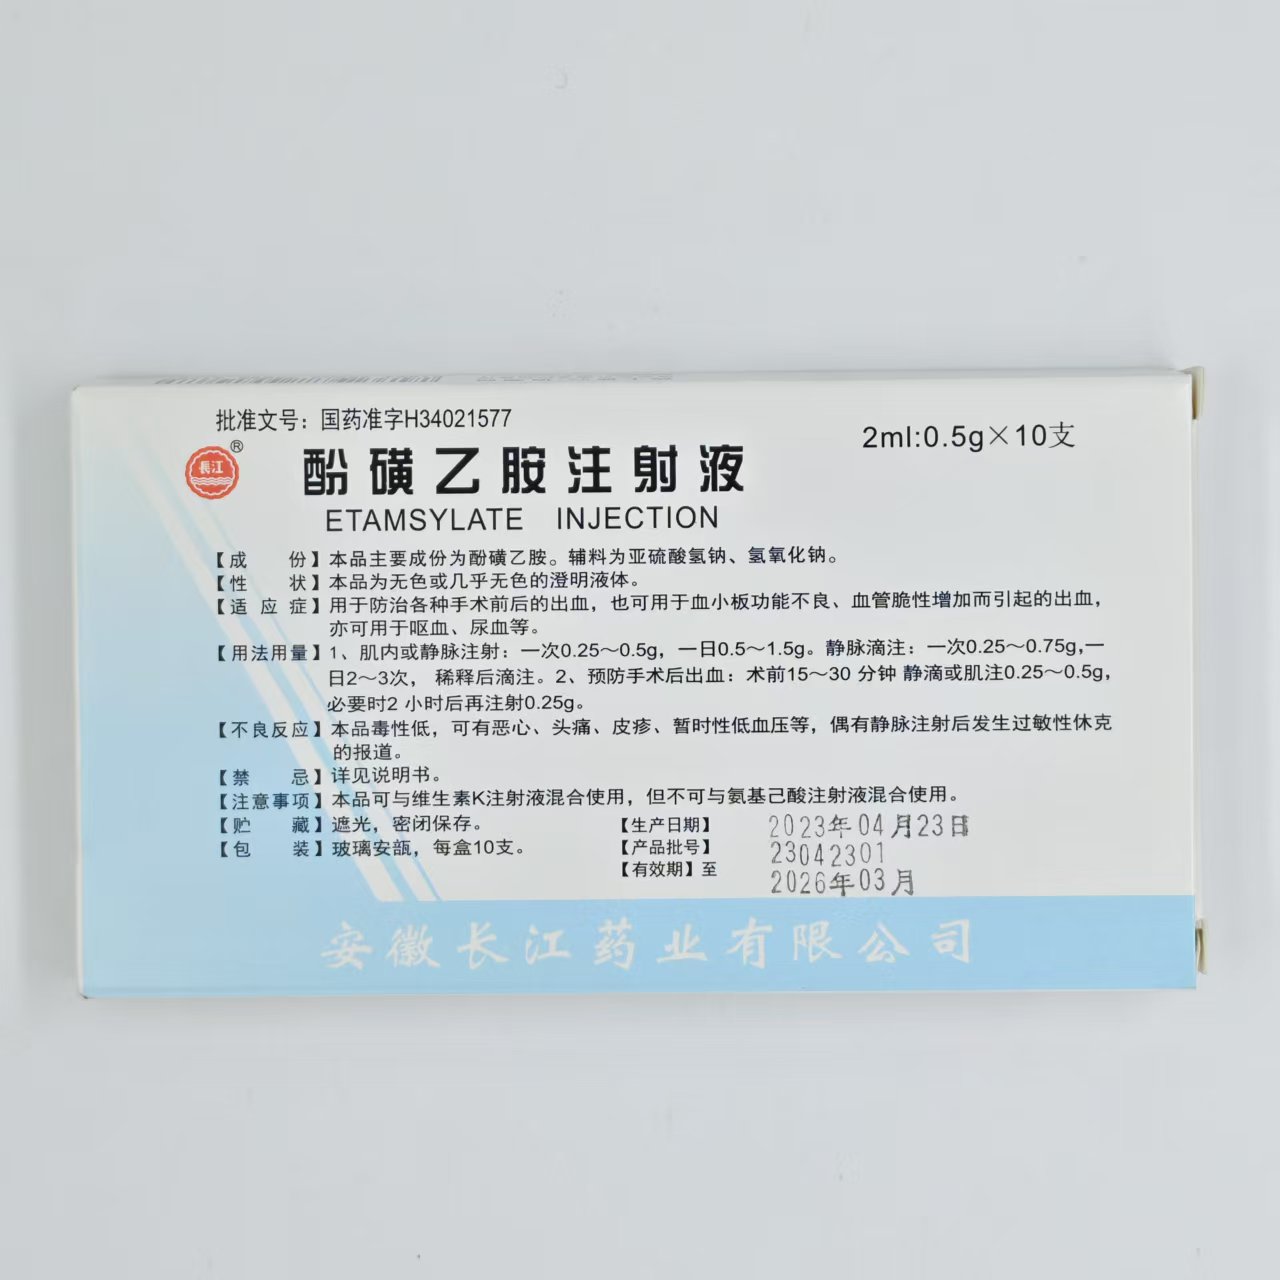 批准文号：国药准字H34021577
2ml:0.5g×10支
長江
®
酚磺乙胺注射液
ETAMSYLATE INJECTION
【成份】本品主要成份为酚磺乙胺。辅料为亚硫酸氢钠、氢氧化钠。
【性状】本品为无色或几乎无色的澄明液体。
【适应症】用于防治各种手术前后的出血，也可用于血小板功能不良、血管脆性增加而引起的出血，
亦可用于呕血、尿血等。
【用法用量】1、肌内或静脉注射：一次0.25～0.5g，一日0.5～1.5g。静脉滴注：一次0.25～0.75g,一
日2～3次， 稀释后滴注。2、预防手术后出血：术前15～30 分钟 静滴或肌注0.25～0.5g，
必要时2 小时后再注射0.25g。
【不良反应】本品毒性低，可有恶心、头痛、皮疹、暂时性低血压等，偶有静脉注射后发生过敏性休克
的报道。
【禁忌】详见说明书。
【注意事项】本品可与维生素K注射液混合使用，但不可与氨基己酸注射液混合使用。
【贮藏】遮光，密闭保存。
【包装】玻璃安瓿，每盒10支。
【生产日期】 2023年04月23日
【产品批号】 23042301
【有效期】至 2026年03月
安徽长江药业有限公司